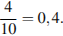 4/10 = 0,4.